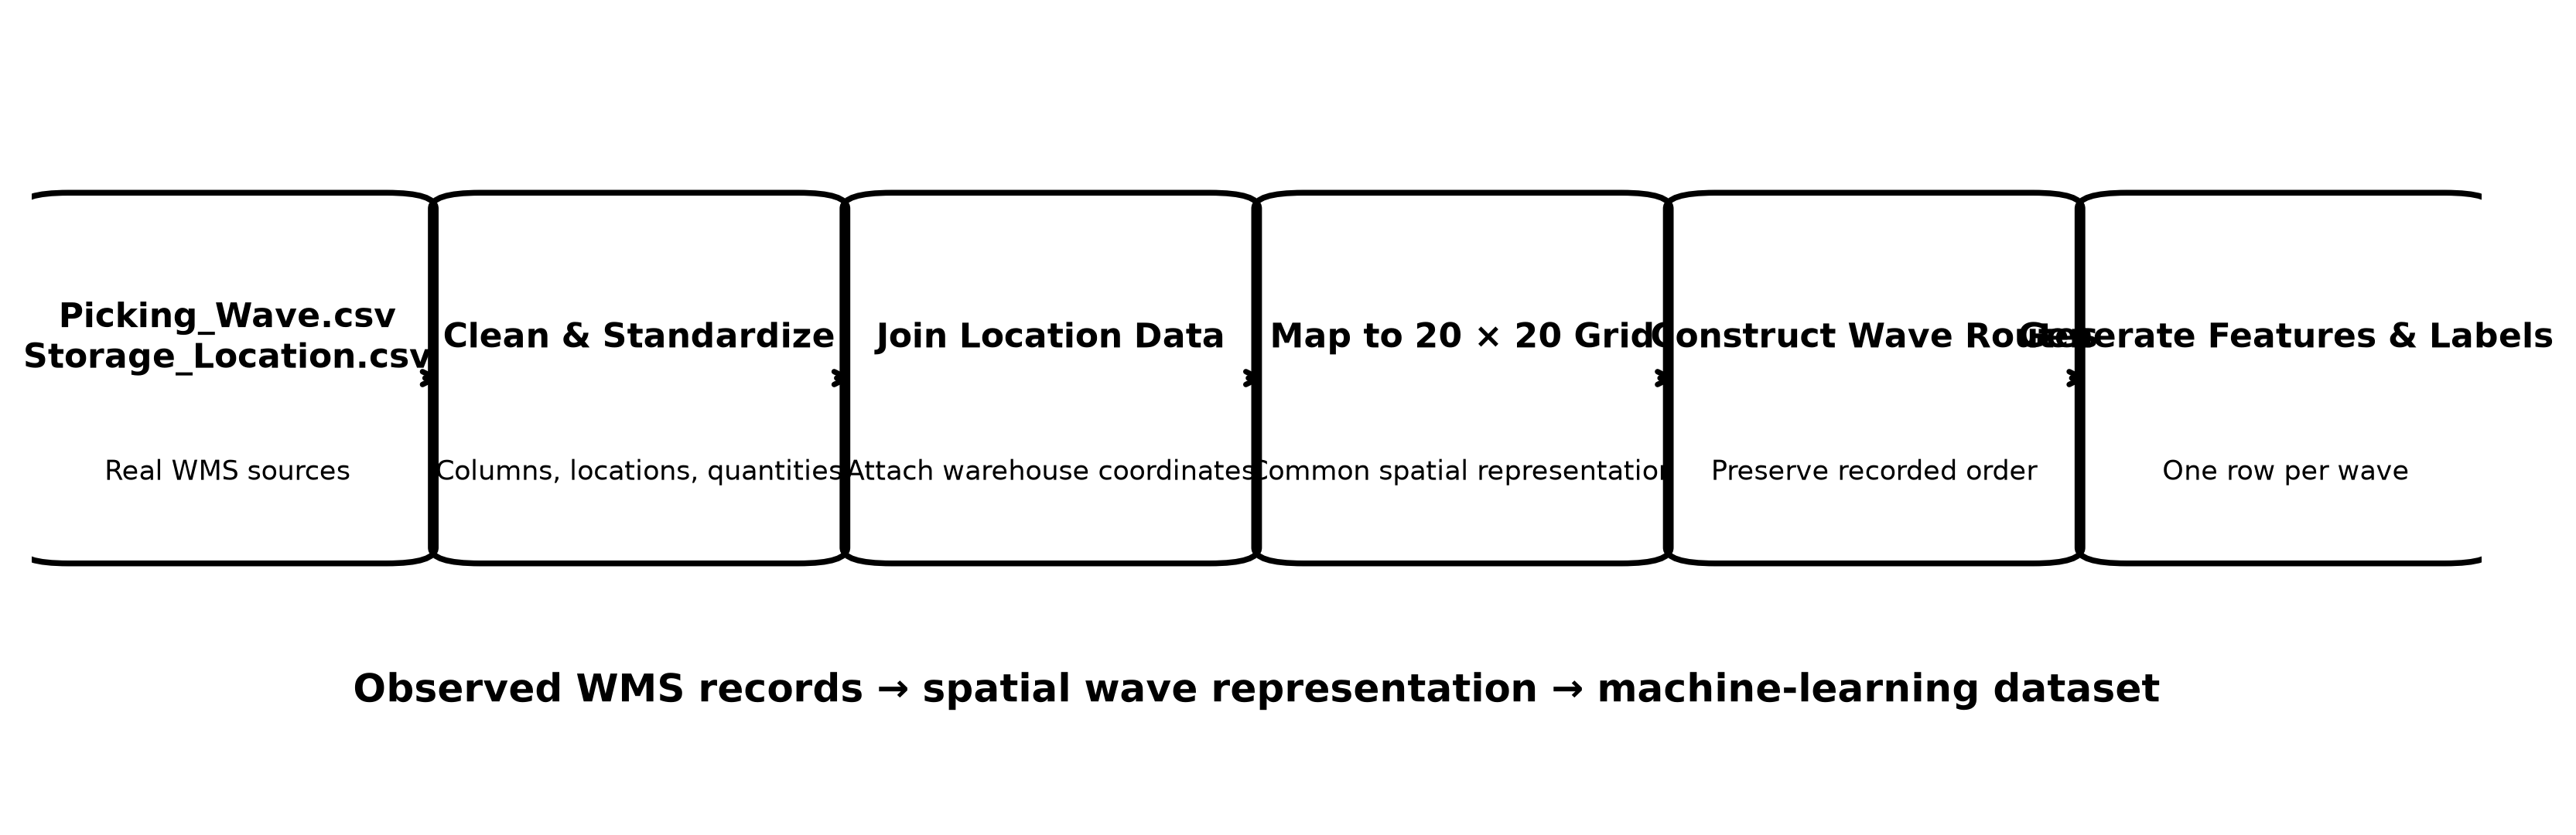 Picking_Wave.csv
Storage_Location.csv
Real WMS sources
Clean & Standardize
Columns, locations, quantities
Join Location Data
Attach warehouse coordinates
Map to 20 × 20 Grid
Common spatial representation
Construct Wave Routes
Preserve recorded order
Generate Features & Labels
One row per wave
Observed WMS records → spatial wave representation → machine-learning dataset